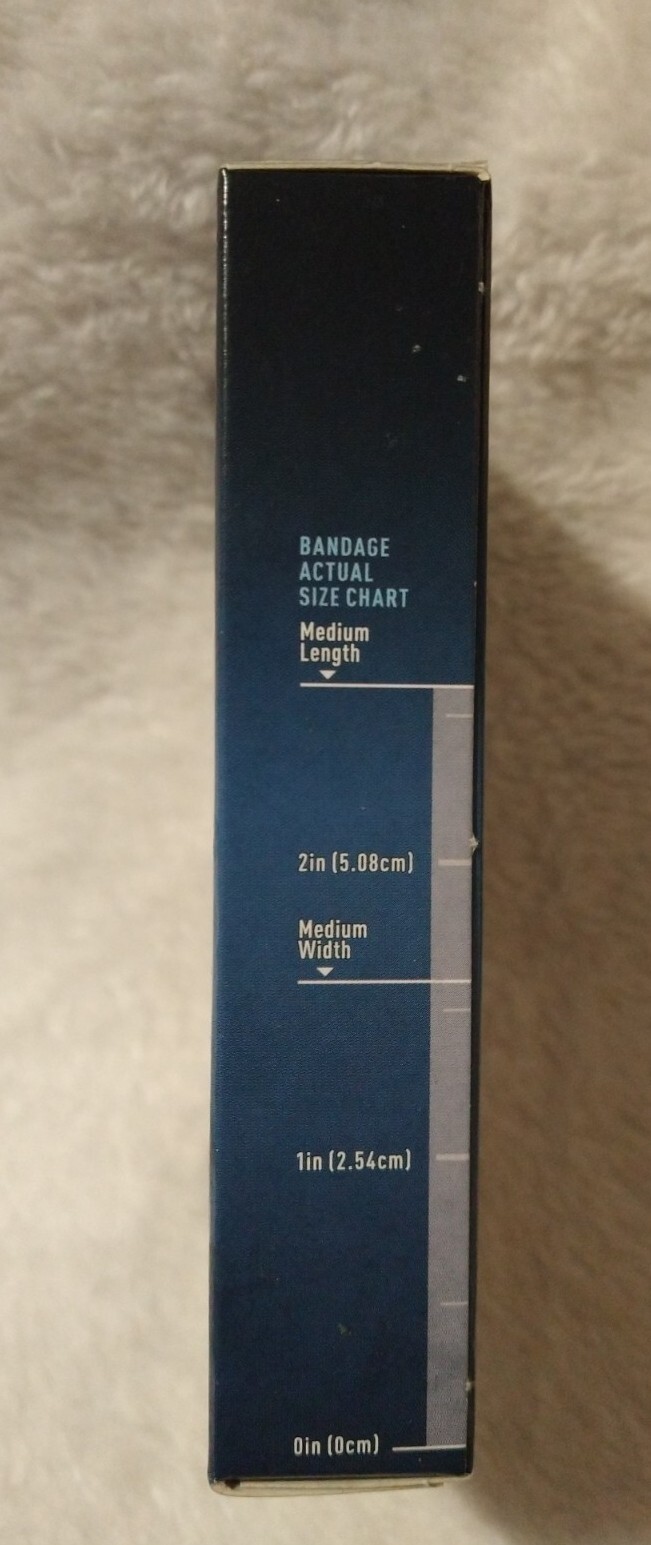 BANDAGE
ACTUAL
SIZE CHART
Medium
Length
2in (5.08cm)
Medium
Width
1in (2.54cm)
0in (0cm)